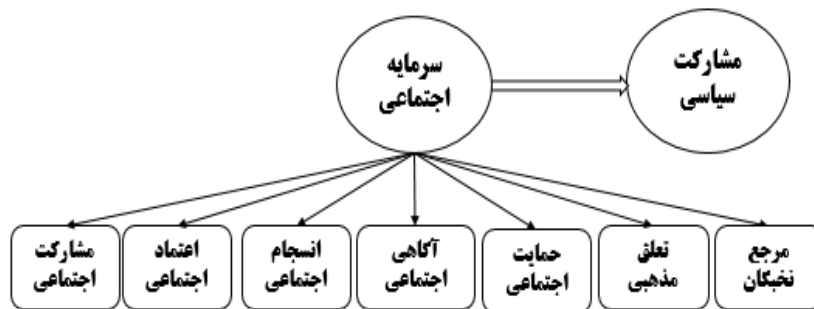 سرمایه
اجتماعی
مشارکت
سیاسی
مرجع
نخبگان
تعلق
مذهبی
حمایت
اجتماعی
آگاهی
اجتماعی
انسجام
اجتماعی
اعتماد
اجتماعی
مشارکت
اجتماعی